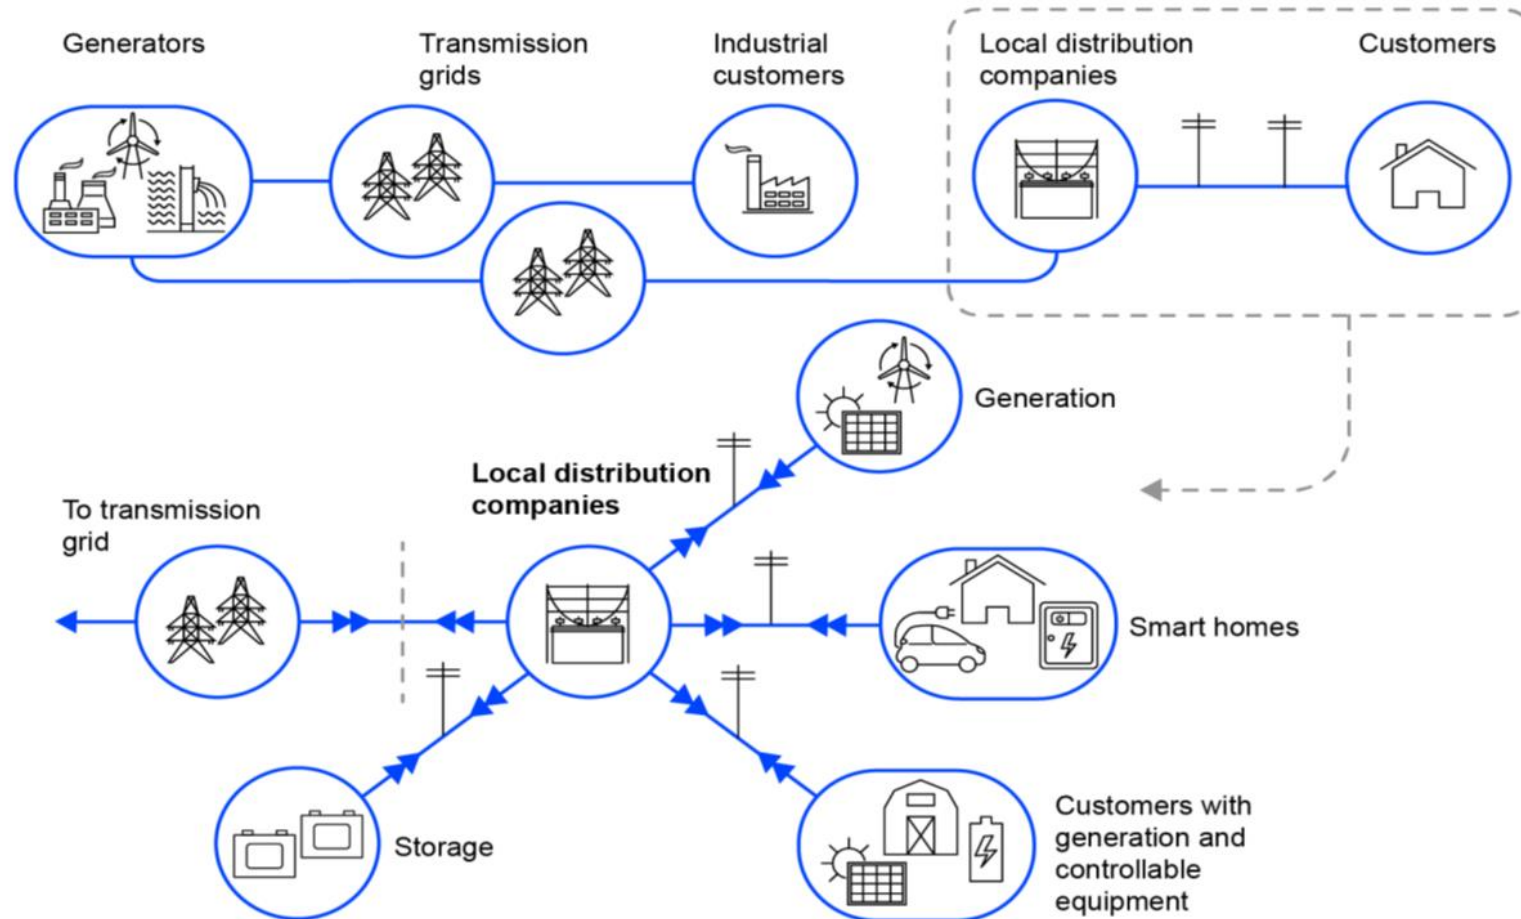 Generators
Transmission
grids
Industrial
customers
Local distribution
companies
Customers
Generation
Local distribution
companies
To transmission
grid
Smart homes
Storage
Customers with
generation and
controllable
equipment